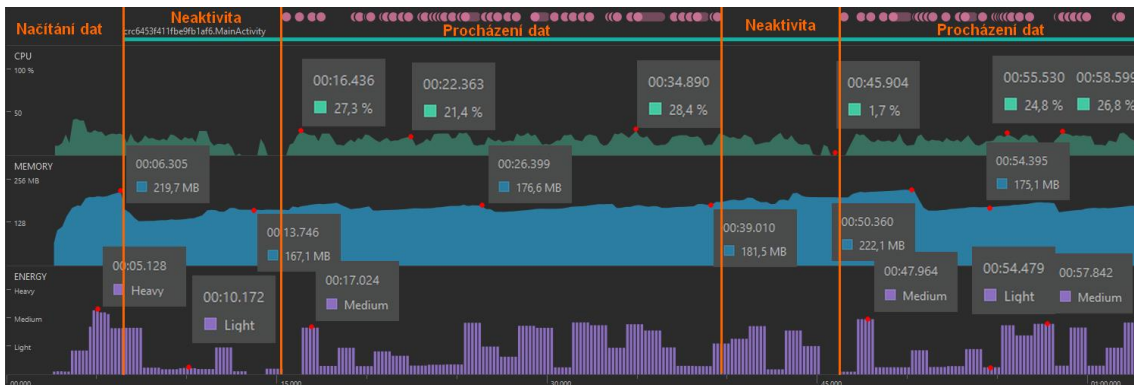 Načítání dat
Neaktivita
Procházení dat
Neaktivita
Procházení dat
crc6453f411fbe9fb1af6.MainActivity
CPU
100 %
50
00:16.436
27,3 %
00:22.363
21,4 %
00:34.890
28,4 %
00:45.904
1,7 %
00:55.530
24,8 %
00:58.599
26,8 %
MEMORY
256 MB
128
00:06.305
219,7 MB
00:13.746
167,1 MB
00:26.399
176,6 MB
00:39.010
181,5 MB
00:50.360
222,1 MB
00:54.395
175,1 MB
ENERGY
Heavy
Medium
Light
00:05.128
Heavy
00:10.172
Light
00:17.024
Medium
00:47.964
Medium
00:54.479
Light
00:57.842
Medium
00.000
15.000
30.000
45.000
01:00.000